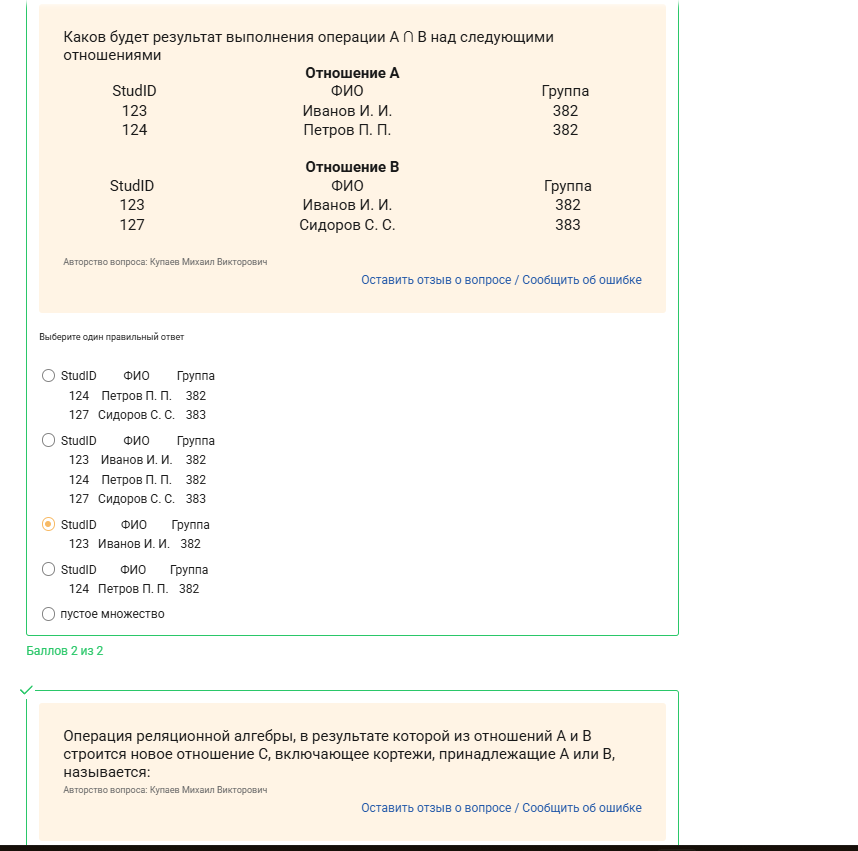 Каков будет результат выполнения операции A ∩ B над следующими
отношениями
Отношение A
StudID ФИО Группа
123 Иванов И. И. 382
124 Петров П. П. 382
Отношение B
StudID ФИО Группа
123 Иванов И. И. 382
127 Сидоров С. С. 383
Авторство вопроса: Купаев Михаил Викторович
Оставить отзыв о вопросе / Сообщить об ошибке
Выберите один правильный ответ
StudID ФИО Группа
124 Петров П. П. 382
127 Сидоров С. С. 383
StudID ФИО Группа
123 Иванов И. И. 382
124 Петров П. П. 382
127 Сидоров С. С. 383
StudID ФИО Группа
123 Иванов И. И. 382
StudID ФИО Группа
124 Петров П. П. 382
пустое множество
Баллов 2 из 2
Операция реляционной алгебры, в результате которой из отношений A и B
строится новое отношение C, включающее кортежи, принадлежащие A или B,
называется:
Авторство вопроса: Купаев Михаил Викторович
Оставить отзыв о вопросе / Сообщить об ошибке